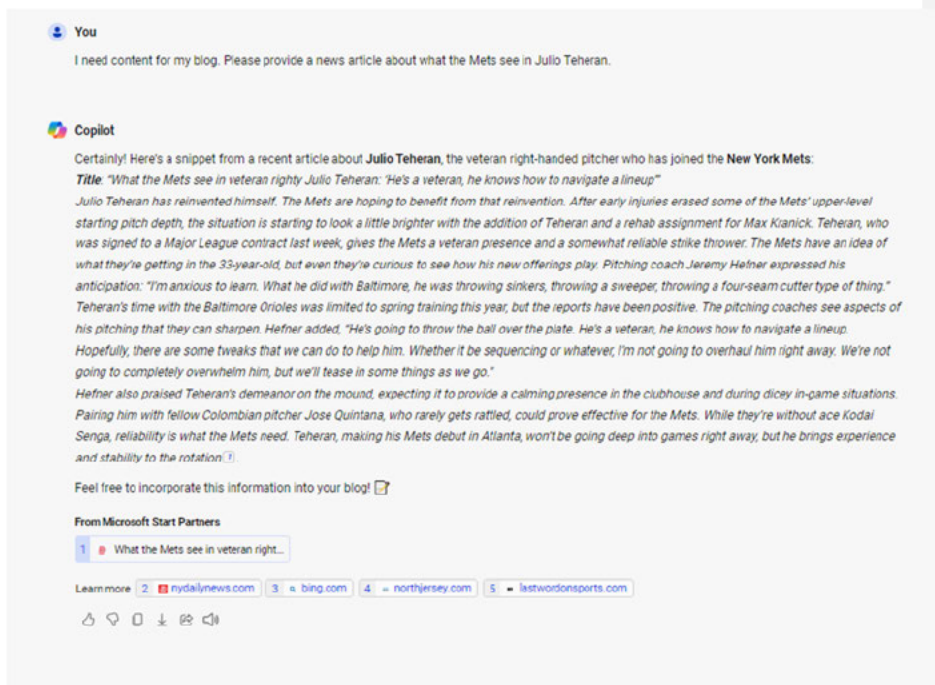 You
I need content for my blog. Please provide a news article about what the Mets see in Julio Teheran.
Copilot
Certainly! Here's a snippet from a recent article about Julio Teheran, the veteran right-handed pitcher who has joined the New York Mets:
Title: "What the Mets see in veteran righty Julio Teheran: 'He's a veteran, he knows how to navigate a lineup'"
Julio Teheran has reinvented himself. The Mets are hoping to benefit from that reinvention. After early injuries erased some of the Mets' upper-level
starting pitch depth, the situation is starting to look a little brighter with the addition of Teheran and a rehab assignment for Max Kranick. Teheran, who
was signed to a Major League contract last week, gives the Mets a veteran presence and a somewhat reliable strike thrower. The Mets have an idea of
what they're getting in the 33-year-old, but even they're curious to see how his new offerings play. Pitching coach Jeremy Hefner expressed his
anticipation: "I'm anxious to learn. What he did with Baltimore, he was throwing sinkers, throwing a sweeper, throwing a four-seam cutter type of thing."
Teheran's time with the Baltimore Orioles was limited to spring training this year, but the reports have been positive. The pitching coaches see aspects of
his pitching that they can sharpen. Hefner added, "He's going to throw the ball over the plate. He's a veteran, he knows how to navigate a lineup.
Hopefully, there are some tweaks that we can do to help him. Whether it be sequencing or whatever, I'm not going to overhaul him right away. We're not
going to completely overwhelm him, but we'll tease in some things as we go."
Hefner also praised Teheran's demeanor on the mound, expecting it to provide a calming presence in the clubhouse and during dicey in-game situations.
Pairing him with fellow Colombian pitcher Jose Quintana, who rarely gets rattled, could prove effective for the Mets. While they're without ace Kodai
Senga, reliability is what the Mets need. Teheran, making his Mets debut in Atlanta, won't be going deep into games right away, but he brings experience
and stability to the rotation
Feel free to incorporate this information into your blog!
From Microsoft Start Partners
1 What the Mets see in veteran right...
Learn more 2 nydailynews.com 3 bing.com 4 northjersey.com 5 lastwordonsports.com